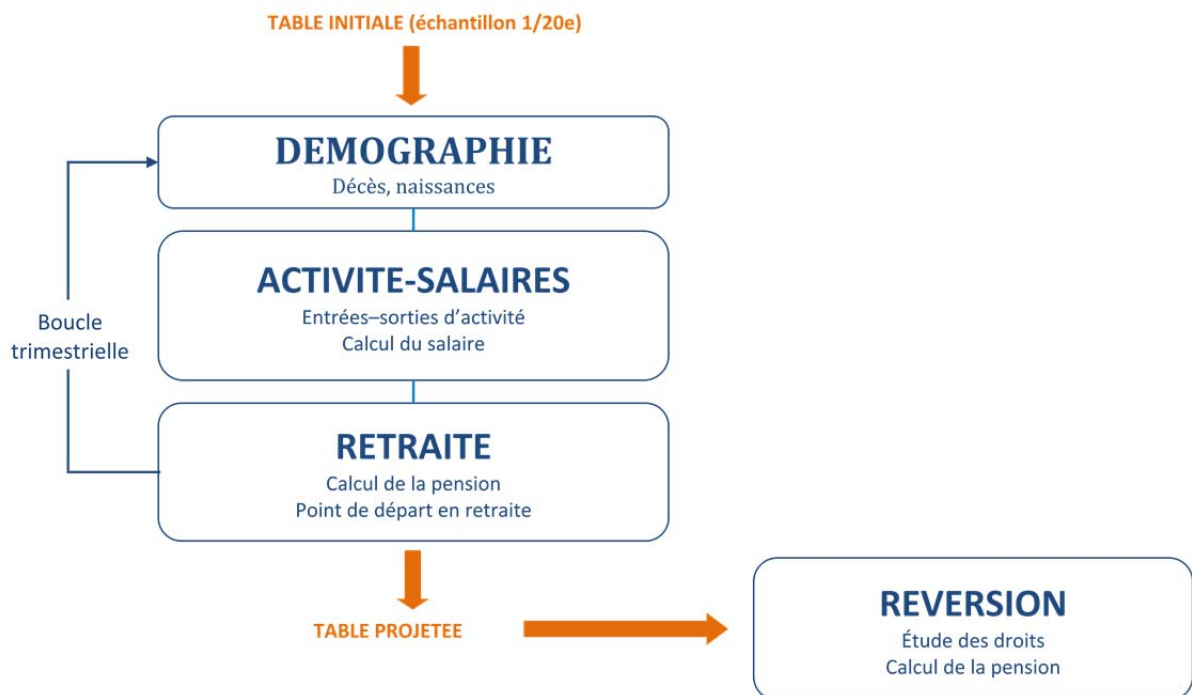 TABLE INITIALE (échantillon 1/20e)
DEMOGRAPHIE
Décès, naissances
ACTIVITE-SALAIRES
Entrées–sorties d’activité
Calcul du salaire
Boucle
trimestrielle
RETRAITE
Calcul de la pension
Point de départ en retraite
TABLE PROJETEE
REVERSION
Étude des droits
Calcul de la pension